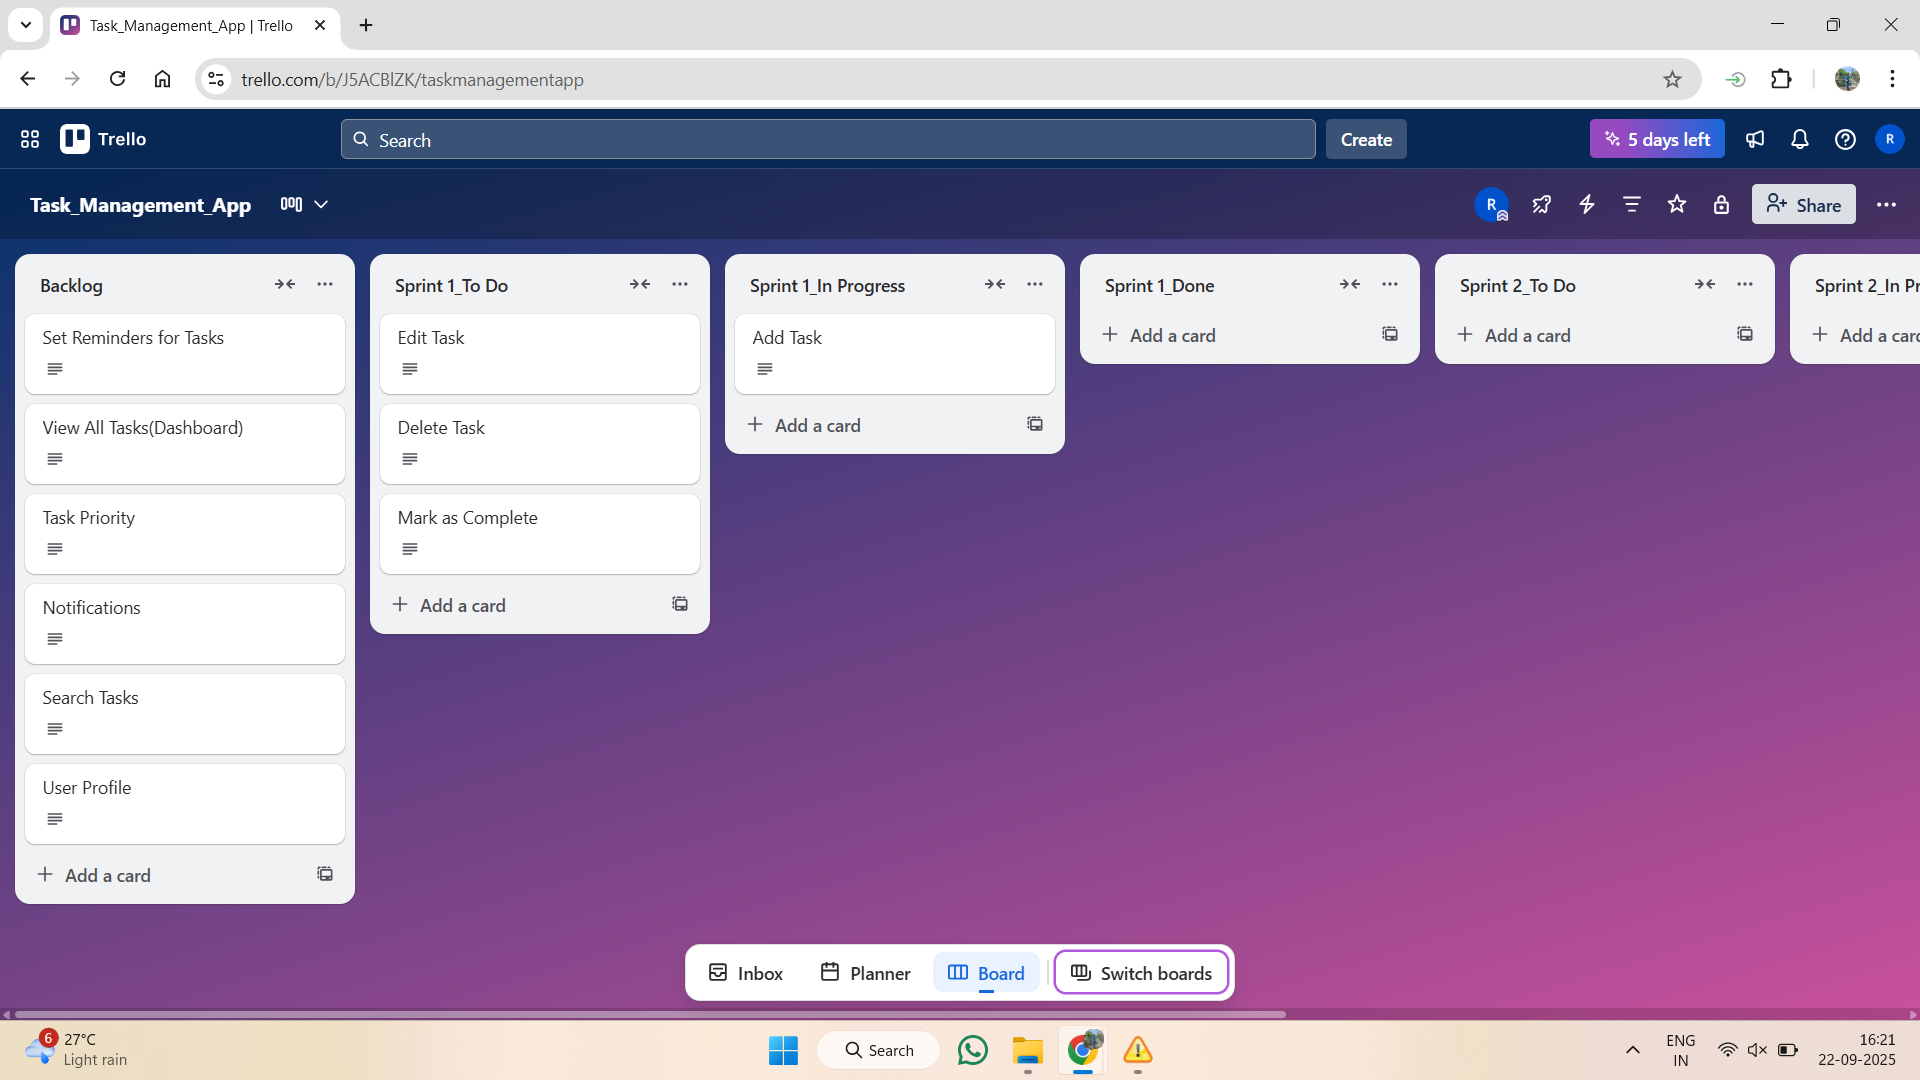 Task_Management_App | Trello
trello.com/b/J5ACBlZK/taskmanagementapp
Trello
Search
Create
5 days left
R
Task_Management_App
R
Share
Backlog
Set Reminders for Tasks
View All Tasks(Dashboard)
Task Priority
Notifications
Search Tasks
User Profile
Add a card
Sprint 1_To Do
Edit Task
Delete Task
Mark as Complete
Add a card
Sprint 1_In Progress
Add Task
Add a card
Sprint 1_Done
Add a card
Sprint 2_To Do
Add a card
Sprint 2_In Pr
Add a card
Inbox
Planner
Board
Switch boards
6
27°C
Light rain
Search
ENG
IN
16:21
22-09-2025